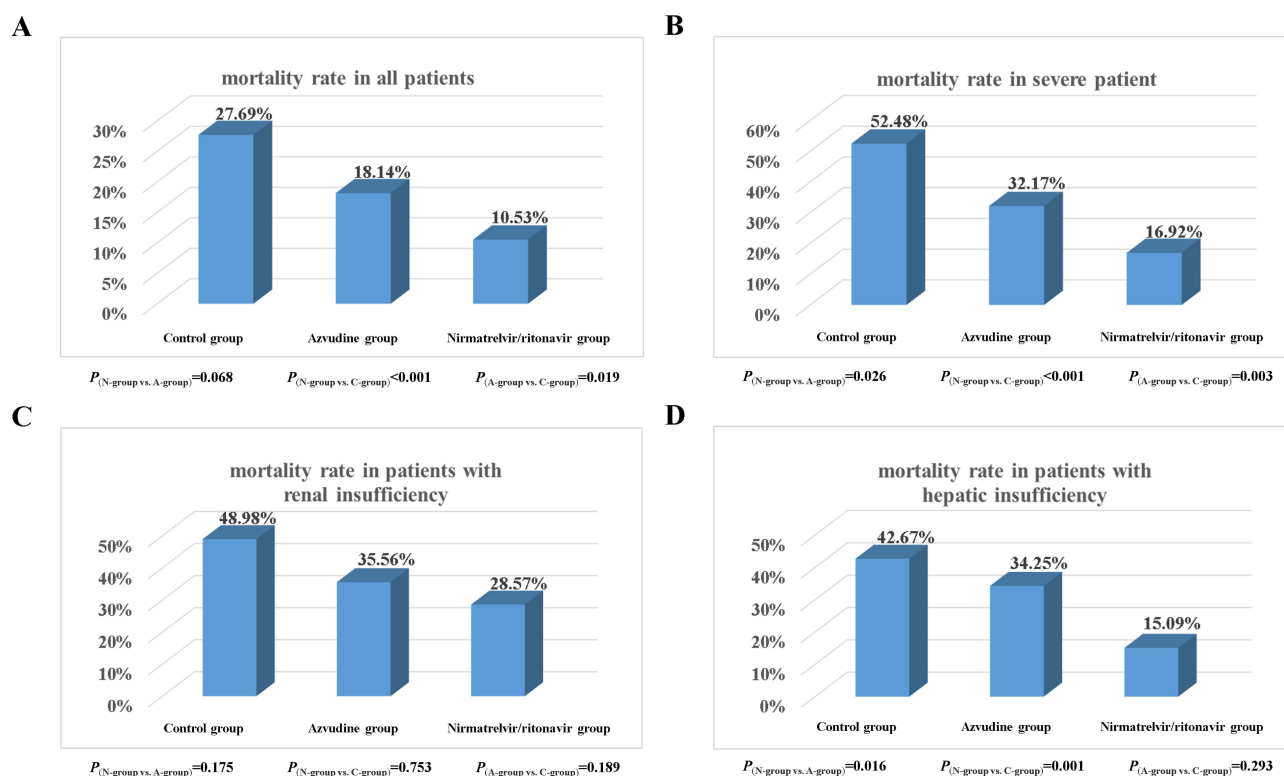 A
mortality rate in all patients
27.69%
18.14%
10.53%
30%
25%
20%
15%
10%
5%
0%
Control group Azvudine group Nirmatrelvir/ritonavir group
P(N-group vs. A-group)=0.068 P(N-group vs. C-group)<0.001 P(A-group vs. C-group)=0.019
B
mortality rate in severe patient
52.48%
32.17%
16.92%
60%
50%
40%
30%
20%
10%
0%
Control group Azvudine group Nirmatrelvir/ritonavir group
P(N-group vs. A-group)=0.026 P(N-group vs. C-group)<0.001 P(A-group vs. C-group)=0.003
C
mortality rate in patients with
renal insufficiency
48.98%
35.56%
28.57%
50%
40%
30%
20%
10%
0%
Control group Azvudine group Nirmatrelvir/ritonavir group
P(N-group vs. A-group)=0.175 P(N-group vs. C-group)=0.753 P(A-group vs. C-group)=0.189
D
mortality rate in patients with
hepatic insufficiency
42.67%
34.25%
15.09%
50%
40%
30%
20%
10%
0%
Control group Azvudine group Nirmatrelvir/ritonavir group
P(N-group vs. A-group)=0.016 P(N-group vs. C-group)=0.001 P(A-group vs. C-group)=0.293